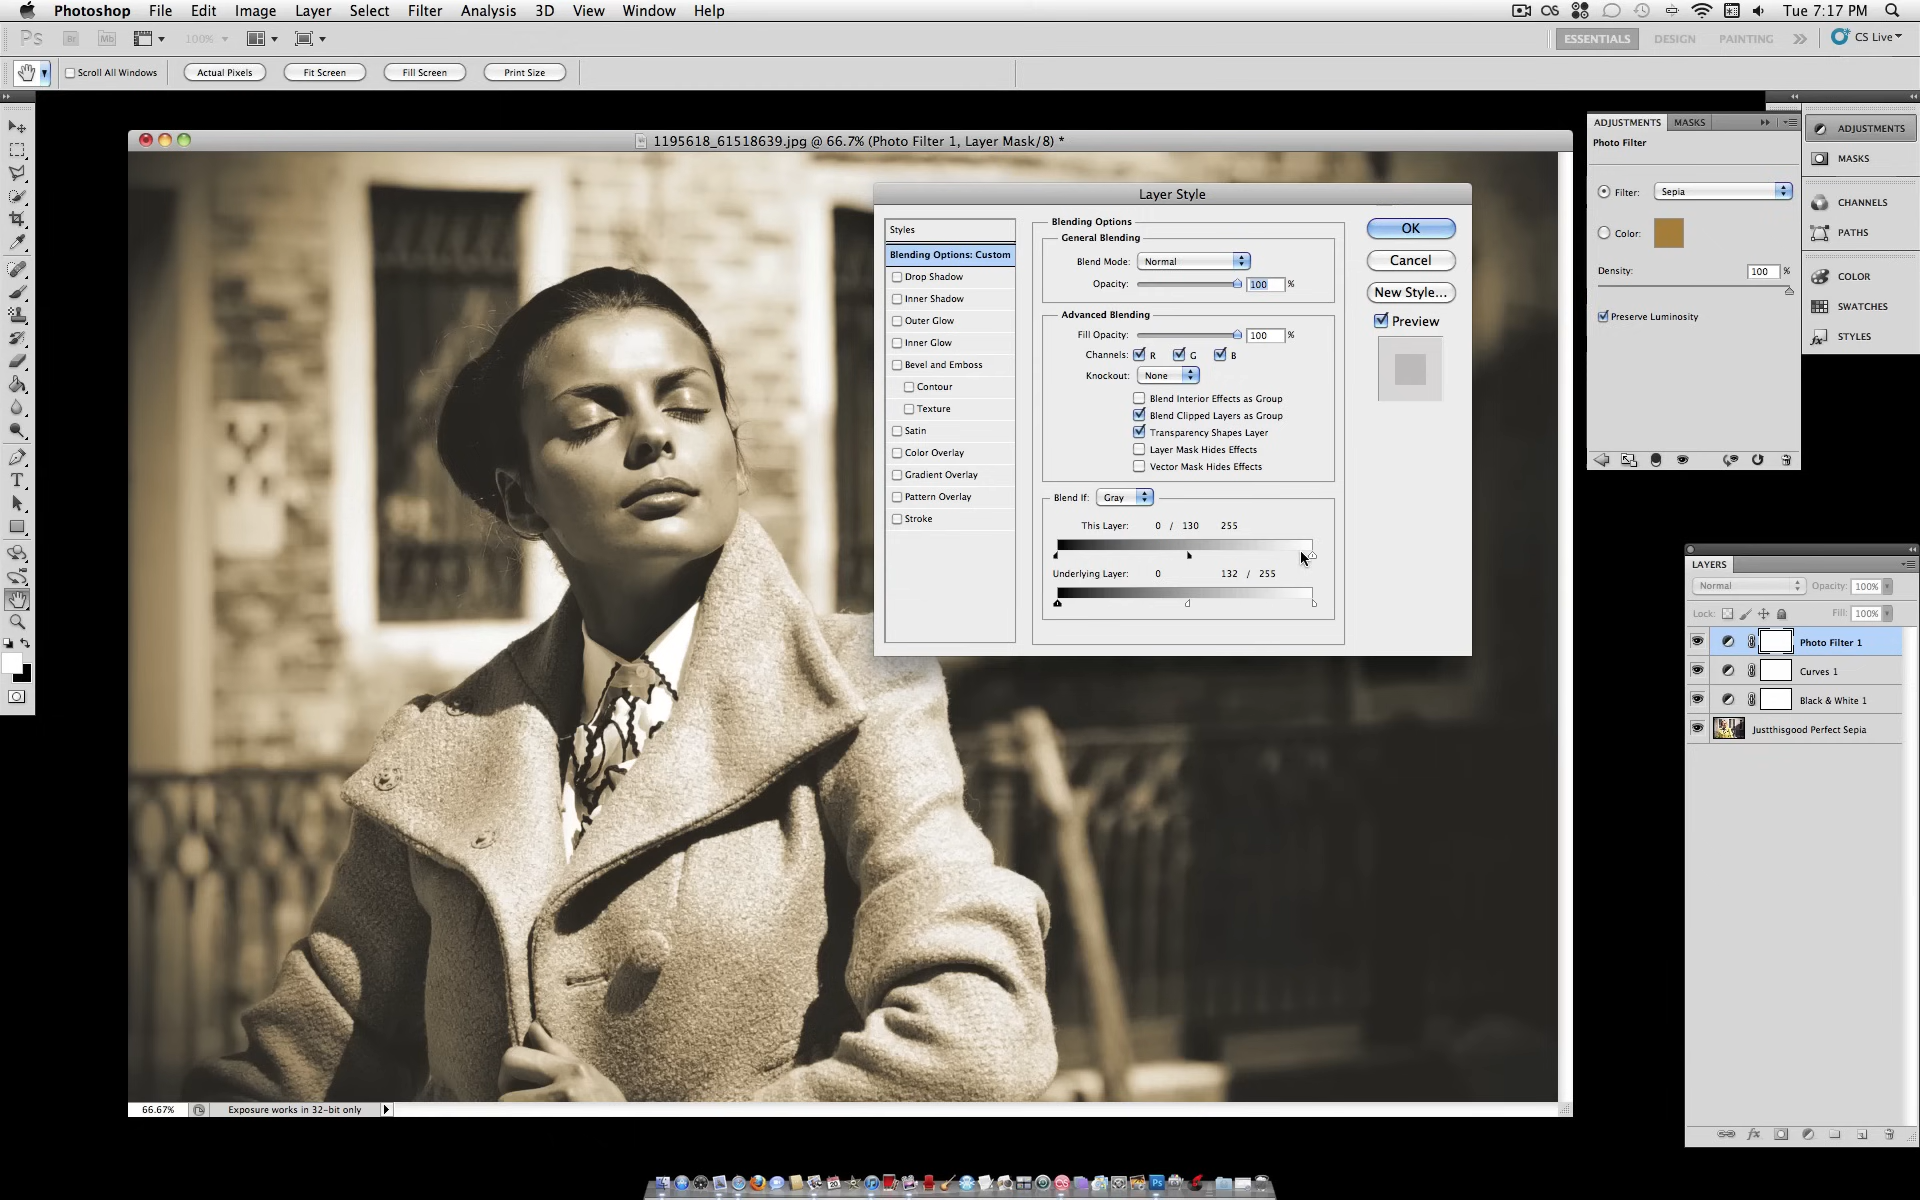 Photoshop File Edit Image Layer Select Filter Analysis 3D View Window Help
Tue 7:17 PM
Ps Br Mb 100% ESSENTIALS DESIGN PAINTING CS Live
Scroll All Windows Actual Pixels Fit Screen Fill Screen Print Size
1195618_61518639.jpg @ 66.7% (Photo Filter 1, Layer Mask/8) *
Layer Style
Styles
Blending Options: Custom
Drop Shadow
Inner Shadow
Outer Glow
Inner Glow
Bevel and Emboss
Contour
Texture
Satin
Color Overlay
Gradient Overlay
Pattern Overlay
Stroke
Blending Options
General Blending
Blend Mode: Normal
Opacity: 100 %
Advanced Blending
Fill Opacity: 100 %
Channels: R G B
Knockout: None
Blend Interior Effects as Group
Blend Clipped Layers as Group
Transparency Shapes Layer
Layer Mask Hides Effects
Vector Mask Hides Effects
Blend If: Gray
This Layer: 0 / 130 255
Underlying Layer: 0 132 / 255
OK
Cancel
New Style...
Preview
ADJUSTMENTS MASKS
Photo Filter
Filter: Sepia
Color:
Density: 100 %
Preserve Luminosity
ADJUSTMENTS
MASKS
CHANNELS
PATHS
COLOR
SWATCHES
STYLES
LAYERS
Normal Opacity: 100%
Lock: Fill: 100%
Photo Filter 1
Curves 1
Black & White 1
Justthisgood Perfect Sepia
66.67% Exposure works in 32-bit only